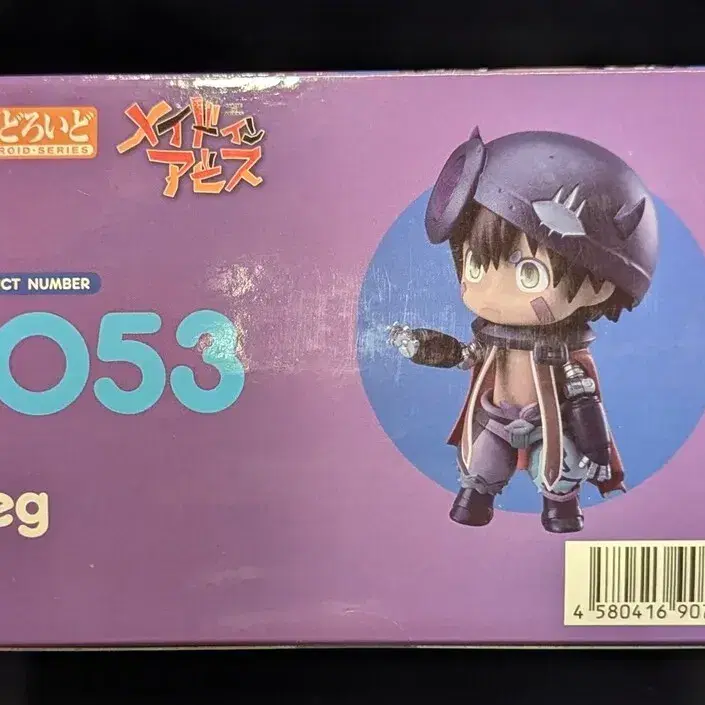 どろいど
ROID・SERIES
メイドイン
アビス
CT NUMBER
053
eg
4 580416 90